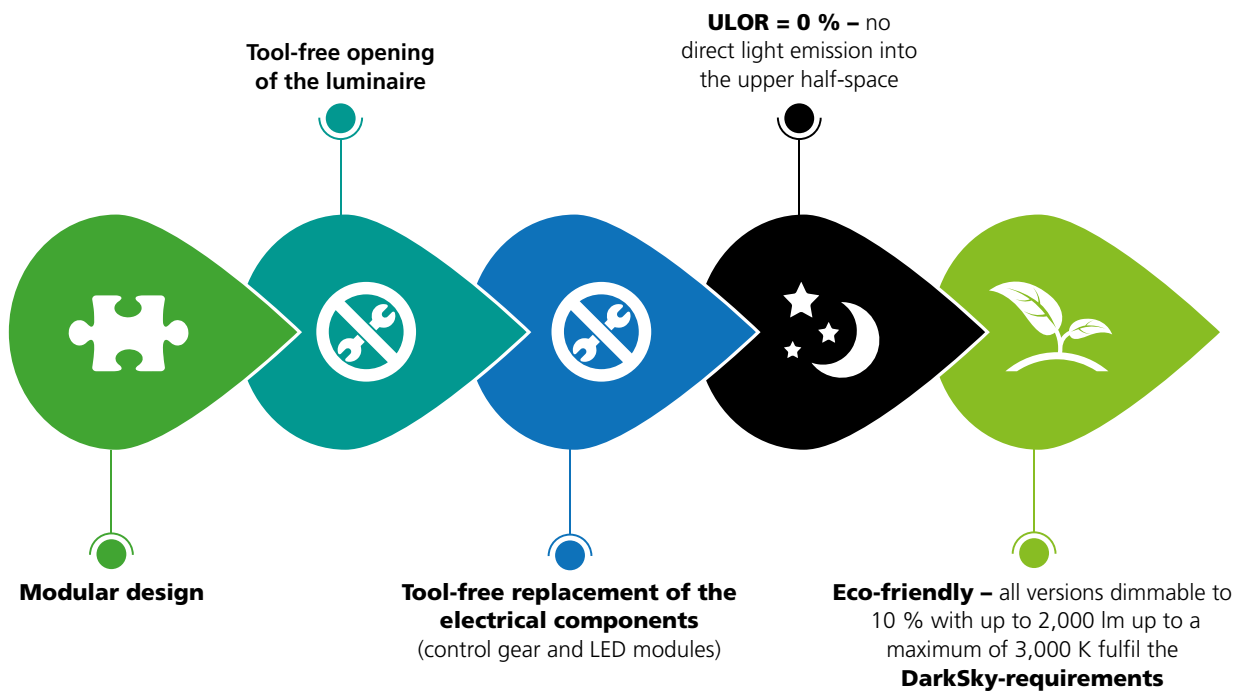 Modular design
Tool-free opening
of the luminaire
Tool-free replacement of the
electrical components
(control gear and LED modules)
ULOR = 0 % – no
direct light emission into
the upper half-space
Eco-friendly – all versions dimmable to
10 % with up to 2,000 lm up to a
maximum of 3,000 K fulfil the
DarkSky-requirements